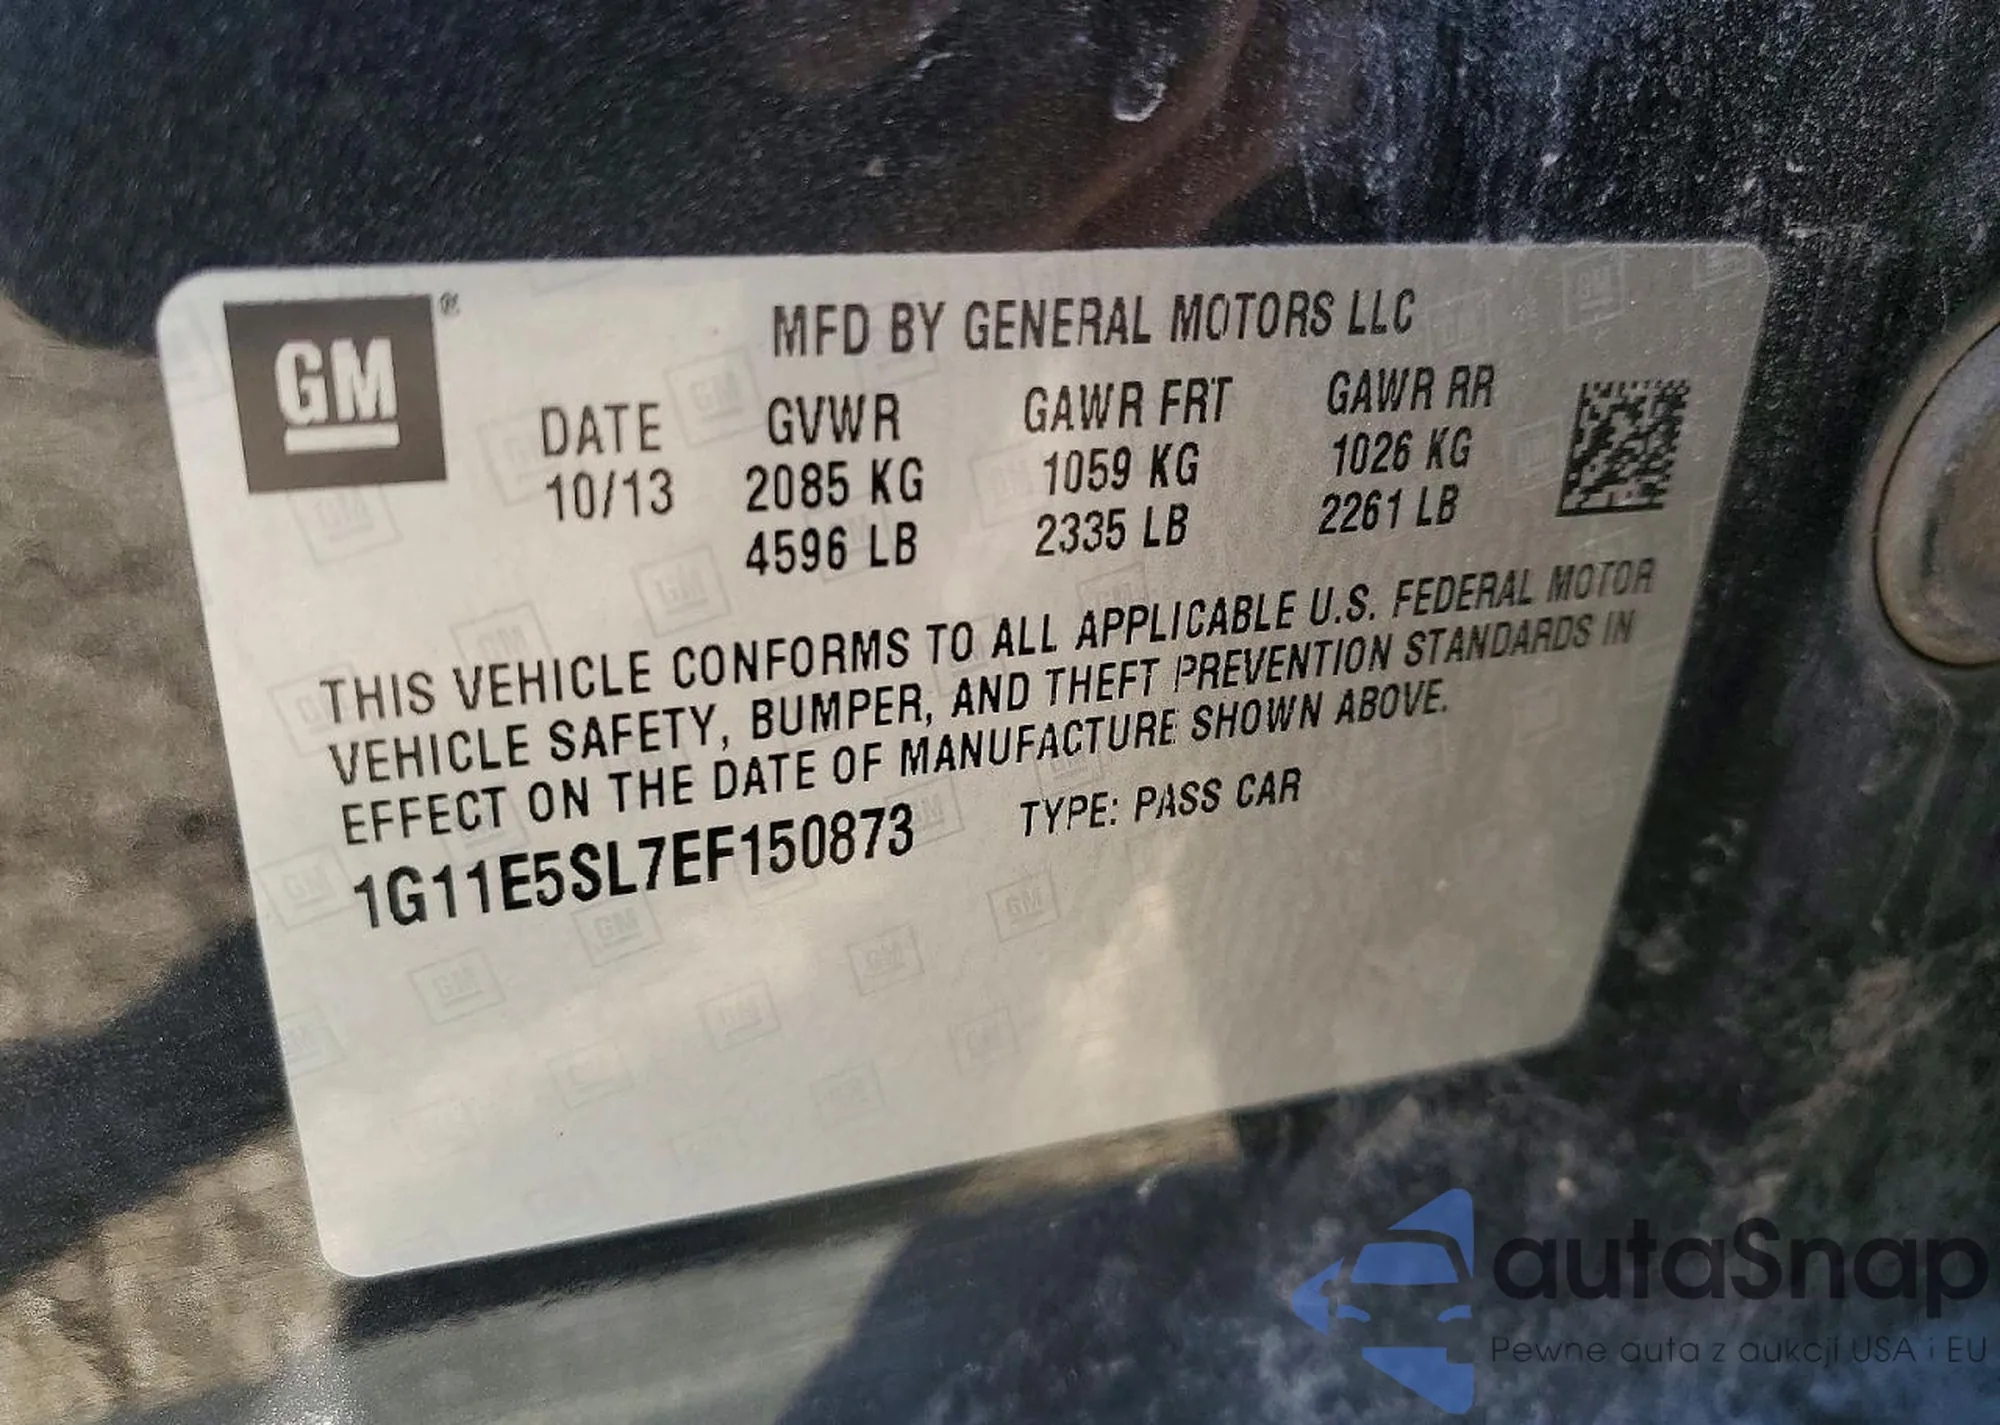 GM ®
MFD BY GENERAL MOTORS LLC
DATE GVWR GAWR FRT GAWR RR
10/13 2085 KG 1059 KG 1026 KG
4596 LB 2335 LB 2261 LB
THIS VEHICLE CONFORMS TO ALL APPLICABLE U.S. FEDERAL MOTOR
VEHICLE SAFETY, BUMPER, AND THEFT PREVENTION STANDARDS IN
EFFECT ON THE DATE OF MANUFACTURE SHOWN ABOVE.
1G11E5SL7EF150873 TYPE: PASS CAR
autaSnap
Pewne auta z aukcji USA i EU